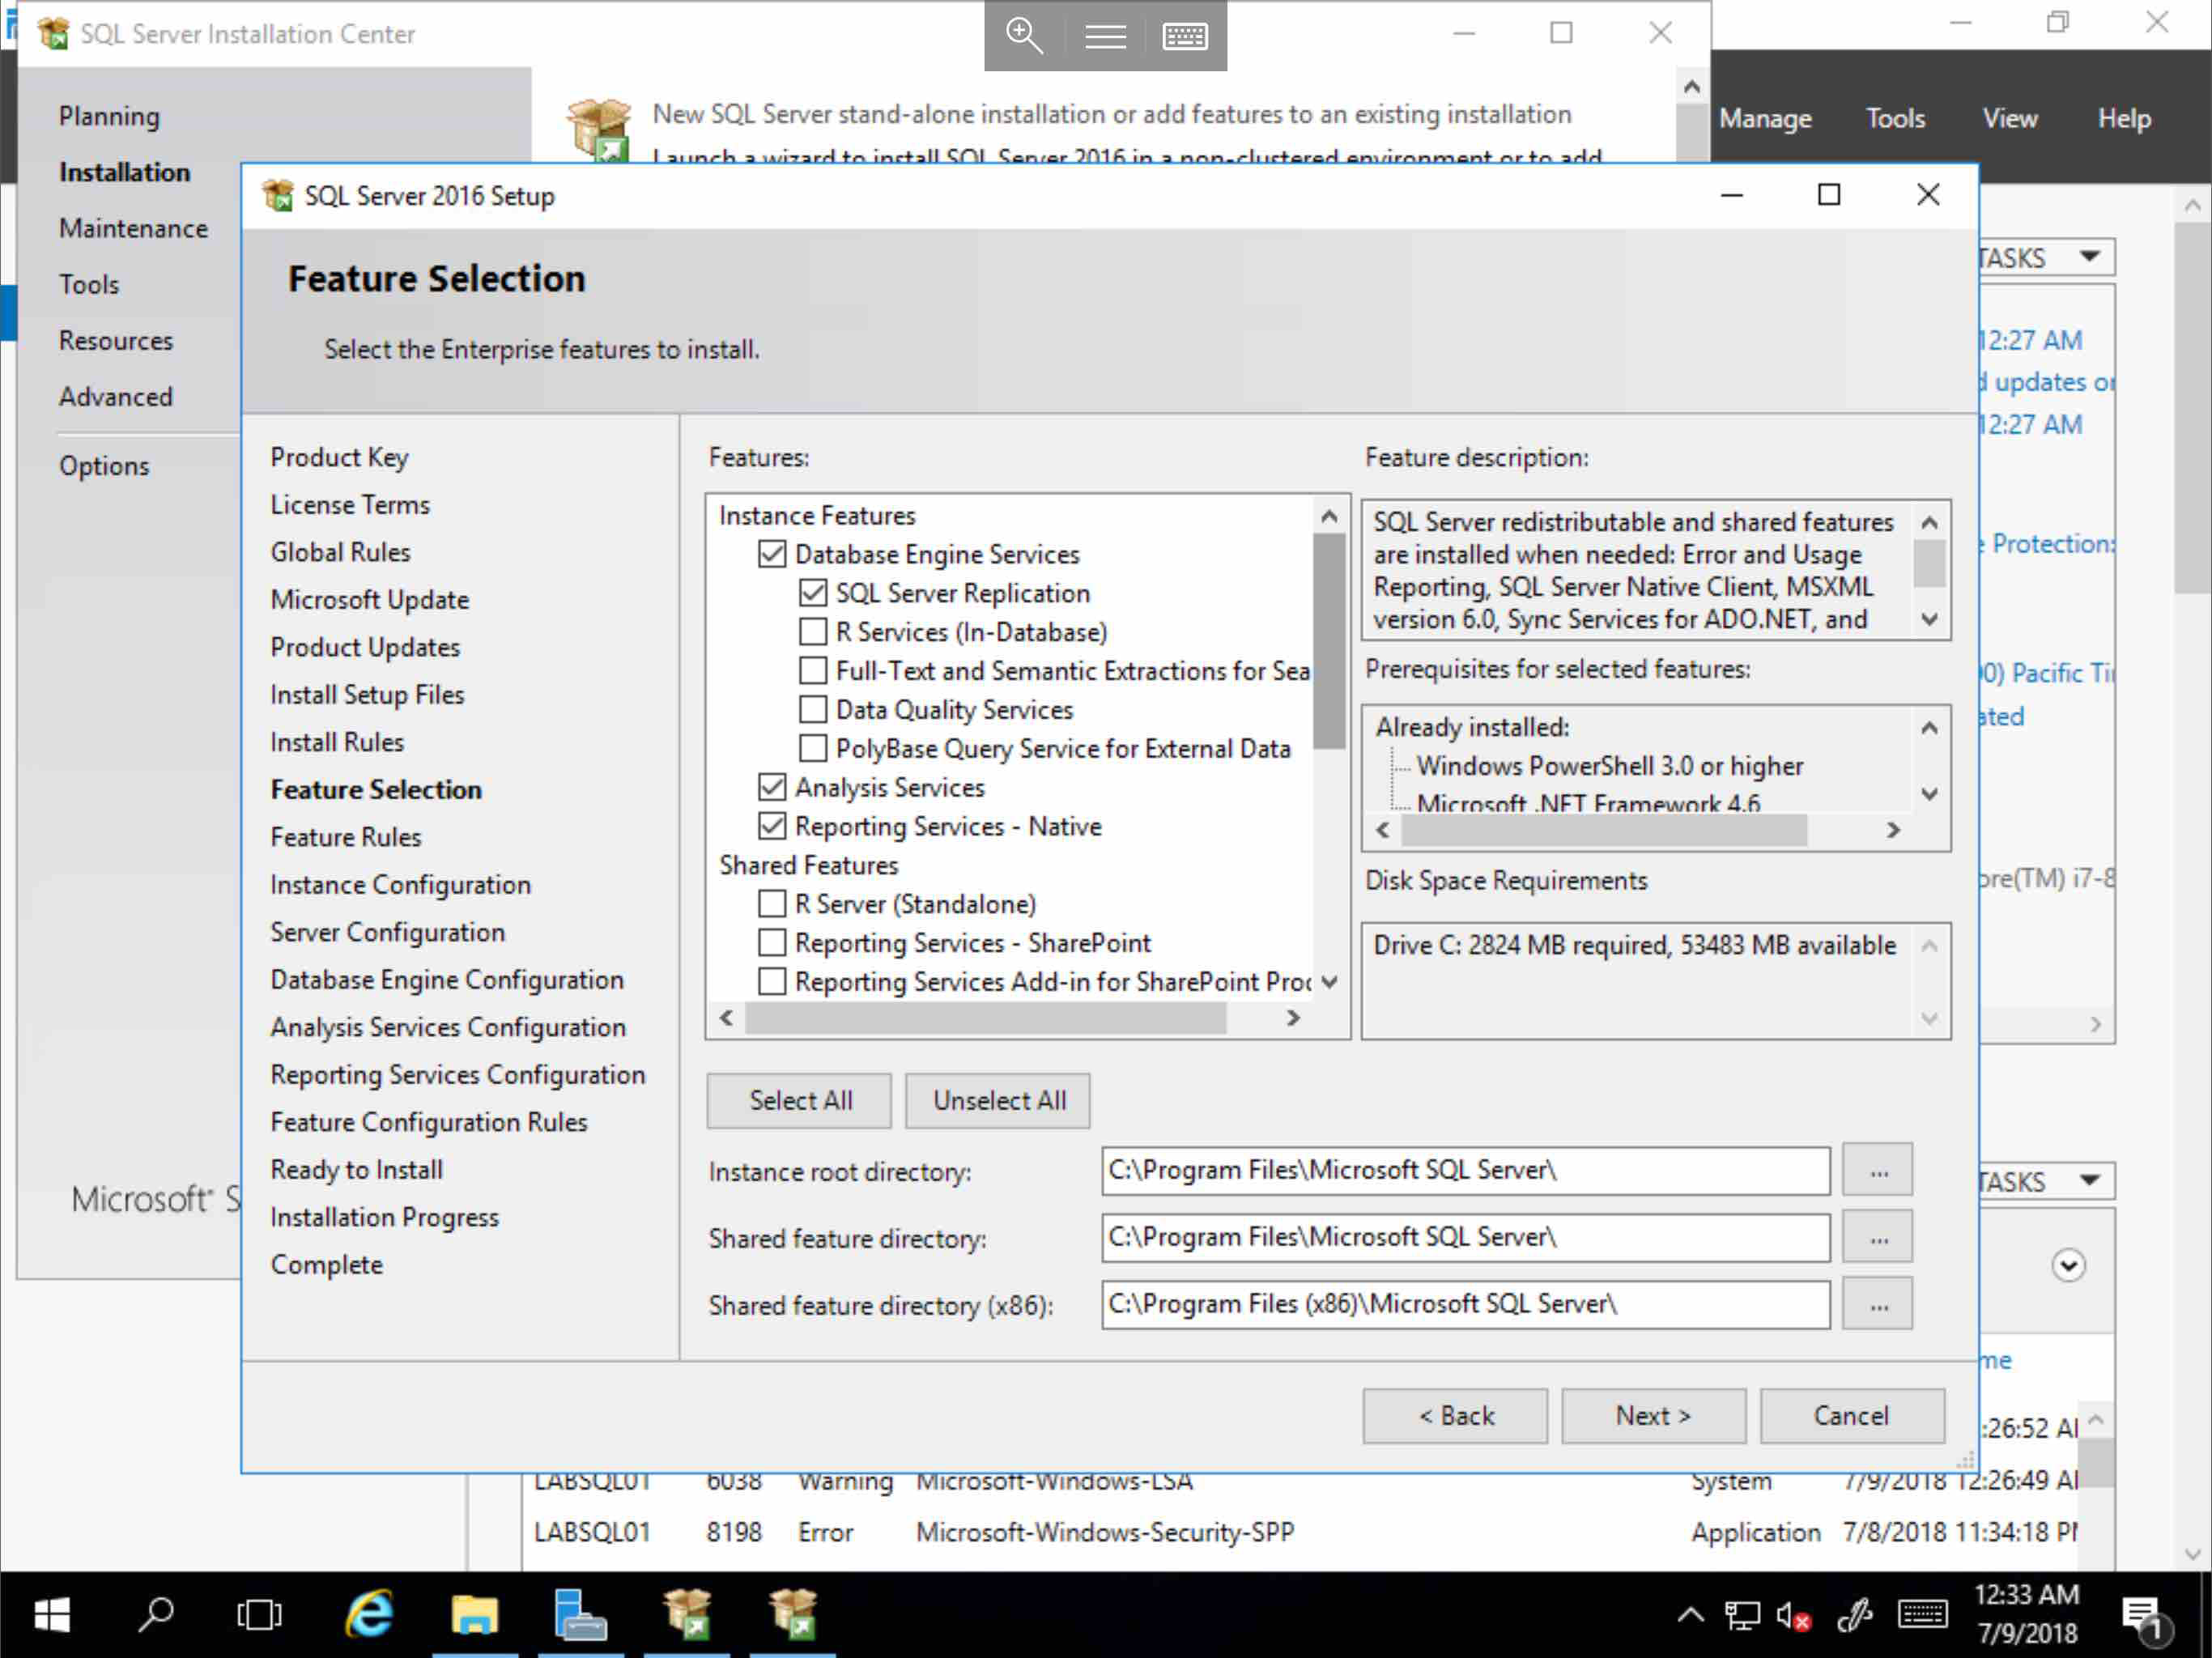 SQL Server Installation Center
Planning
Installation
Maintenance
Tools
Resources
Advanced
Options
New SQL Server stand-alone installation or add features to an existing installation
Launch a wizard to install SQL Server 2016 in a non-clustered environment or to add
Manage Tools View Help
SQL Server 2016 Setup
Feature Selection
Select the Enterprise features to install.
Product Key
License Terms
Global Rules
Microsoft Update
Product Updates
Install Setup Files
Install Rules
Feature Selection
Feature Rules
Instance Configuration
Server Configuration
Database Engine Configuration
Analysis Services Configuration
Reporting Services Configuration
Feature Configuration Rules
Ready to Install
Installation Progress
Complete
Features:
Instance Features
Database Engine Services
SQL Server Replication
R Services (In-Database)
Full-Text and Semantic Extractions for Sea
Data Quality Services
PolyBase Query Service for External Data
Analysis Services
Reporting Services - Native
Shared Features
R Server (Standalone)
Reporting Services - SharePoint
Reporting Services Add-in for SharePoint Proc
Select All
Unselect All
Feature description:
SQL Server redistributable and shared features
are installed when needed: Error and Usage
Reporting, SQL Server Native Client, MSXML
version 6.0, Sync Services for ADO.NET, and
Prerequisites for selected features:
Already installed:
Windows PowerShell 3.0 or higher
Microsoft .NET Framework 4.6
Disk Space Requirements
Drive C: 2824 MB required, 53483 MB available
Instance root directory: C:\Program Files\Microsoft SQL Server\ ...
Shared feature directory: C:\Program Files\Microsoft SQL Server\ ...
Shared feature directory (x86): C:\Program Files (x86)\Microsoft SQL Server\ ...
< Back
Next >
Cancel
Microsoft® S
TASKS
12:27 AM
d updates or
12:27 AM
e Protection:
00) Pacific Ti
ated
ore(TM) i7-8
TASKS
me
:26:52 A
LABSQL01 6038 Warning Microsoft-Windows-LSA System 7/9/2018 12:26:49 A
LABSQL01 8198 Error Microsoft-Windows-Security-SPP Application 7/8/2018 11:34:18 P
12:33 AM
7/9/2018
1